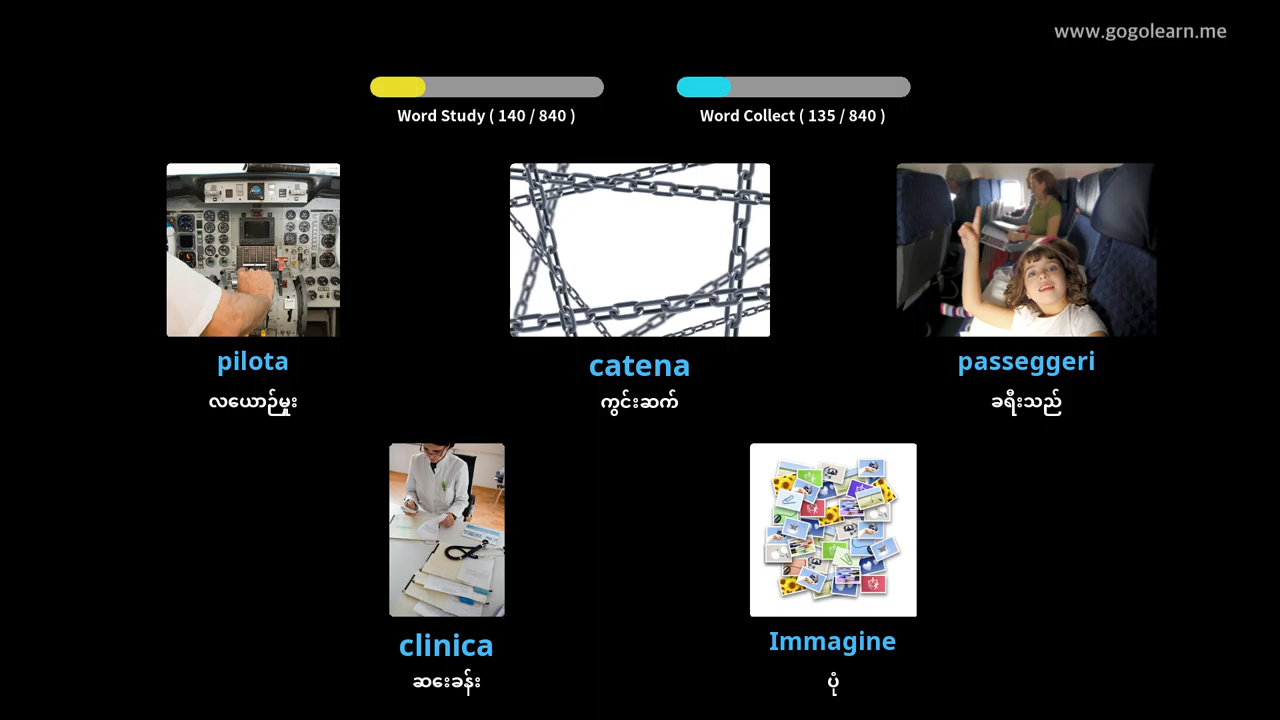 www.gogolearn.me
Word Study ( 140 / 840 )
Word Collect ( 135 / 840 )
pilota
catena
passeggeri
လယောဉ်မှုး
ကွင်းဆက်
ခရီးသည်
clinica
Immagine
ဆေးခန်း
ပုံ